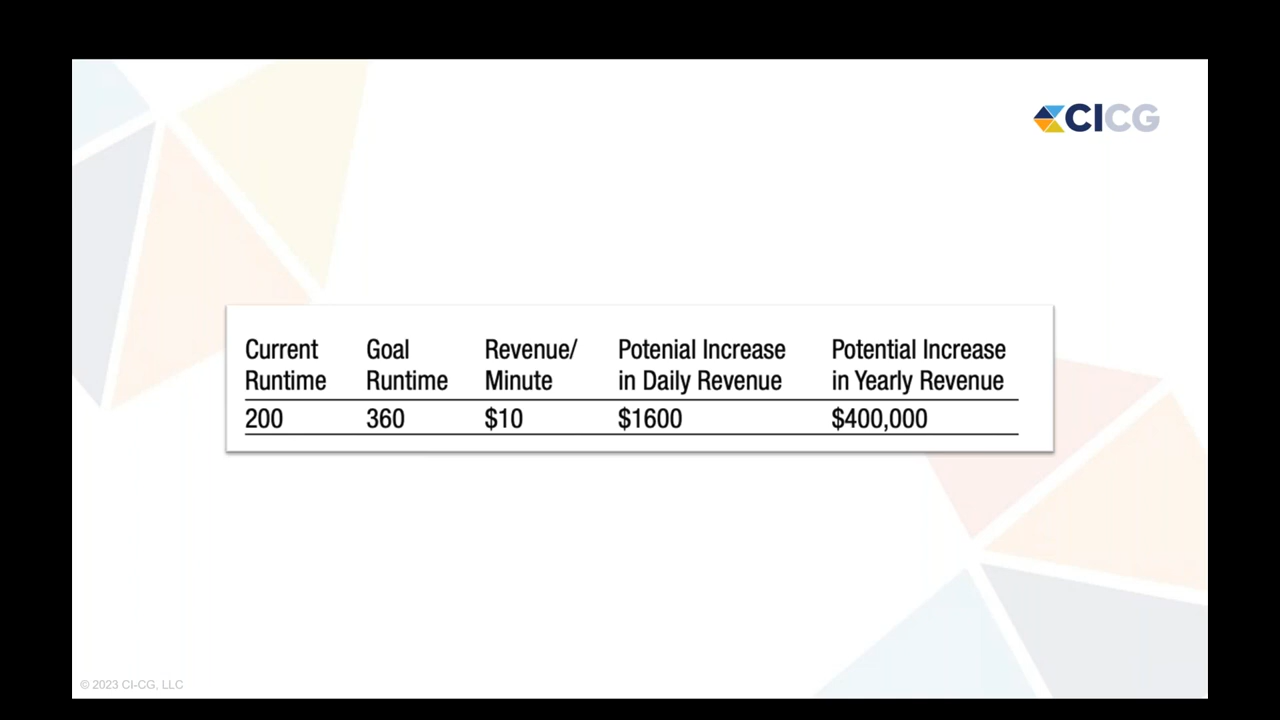 CICG
Current Goal Revenue/ Potenial Increase Potential Increase
Runtime Runtime Minute in Daily Revenue in Yearly Revenue
200 360 $10 $1600 $400,000
© 2023 CI-CG, LLC